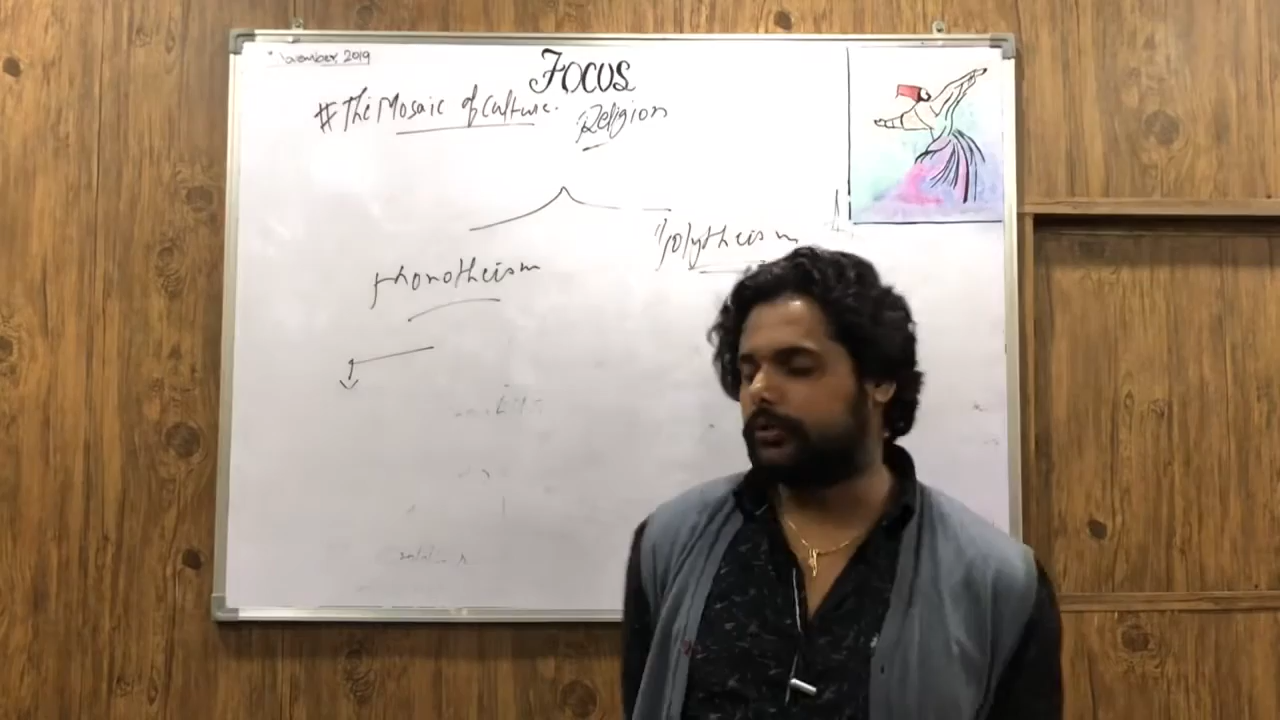 November, 2019
Focus
# The Mosaic of Culture.
Religion
Polytheism
Monotheism